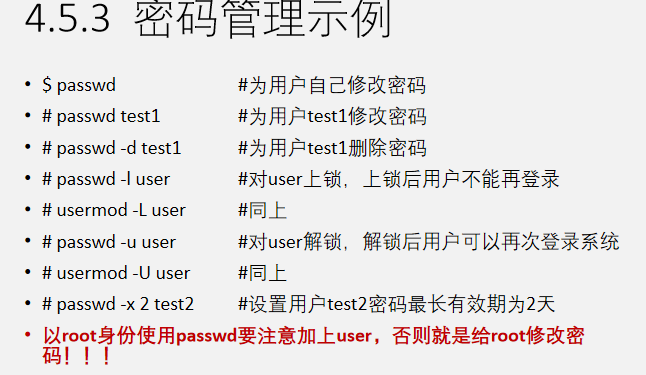 4.5.3 密码管理示例
• $ passwd #为用户自己修改密码
• # passwd test1 #为用户test1修改密码
• # passwd -d test1 #为用户test1删除密码
• # passwd -l user #对user上锁，上锁后用户不能再登录
• # usermod -L user #同上
• # passwd -u user #对user解锁，解锁后用户可以再次登录系统
• # usermod -U user #同上
• # passwd -x 2 test2 #设置用户test2密码最长有效期为2天
• 以root身份使用passwd要注意加上user，否则就是给root修改密
码！！！